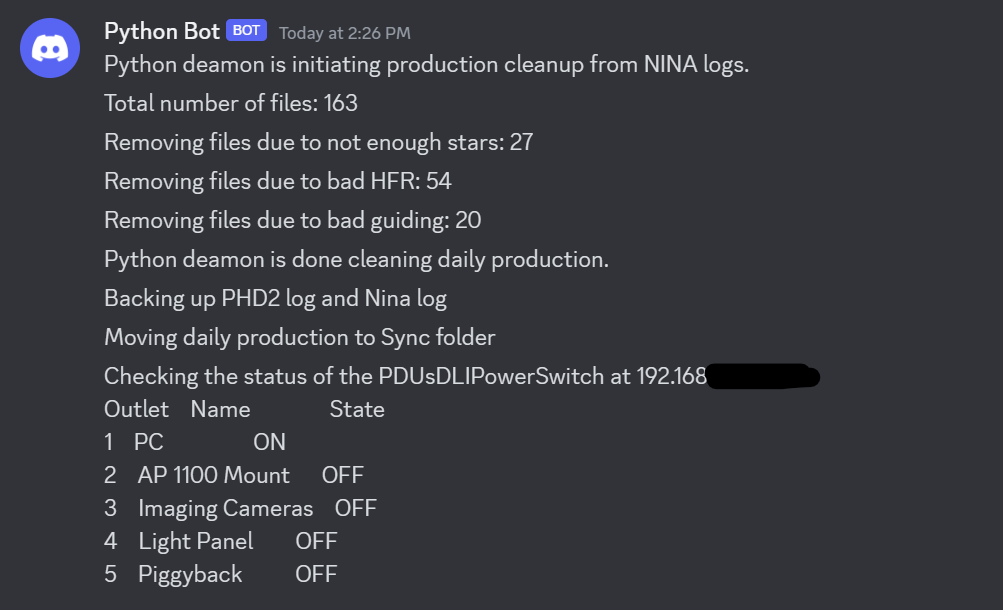 Python Bot BOT Today at 2:26 PM
Python deamon is initiating production cleanup from NINA logs.
Total number of files: 163
Removing files due to not enough stars: 27
Removing files due to bad HFR: 54
Removing files due to bad guiding: 20
Python deamon is done cleaning daily production.
Backing up PHD2 log and Nina log
Moving daily production to Sync folder
Checking the status of the PDUsDLIPowerSwitch at 192.168
Outlet Name State
1 PC ON
2 AP 1100 Mount OFF
3 Imaging Cameras OFF
4 Light Panel OFF
5 Piggyback OFF